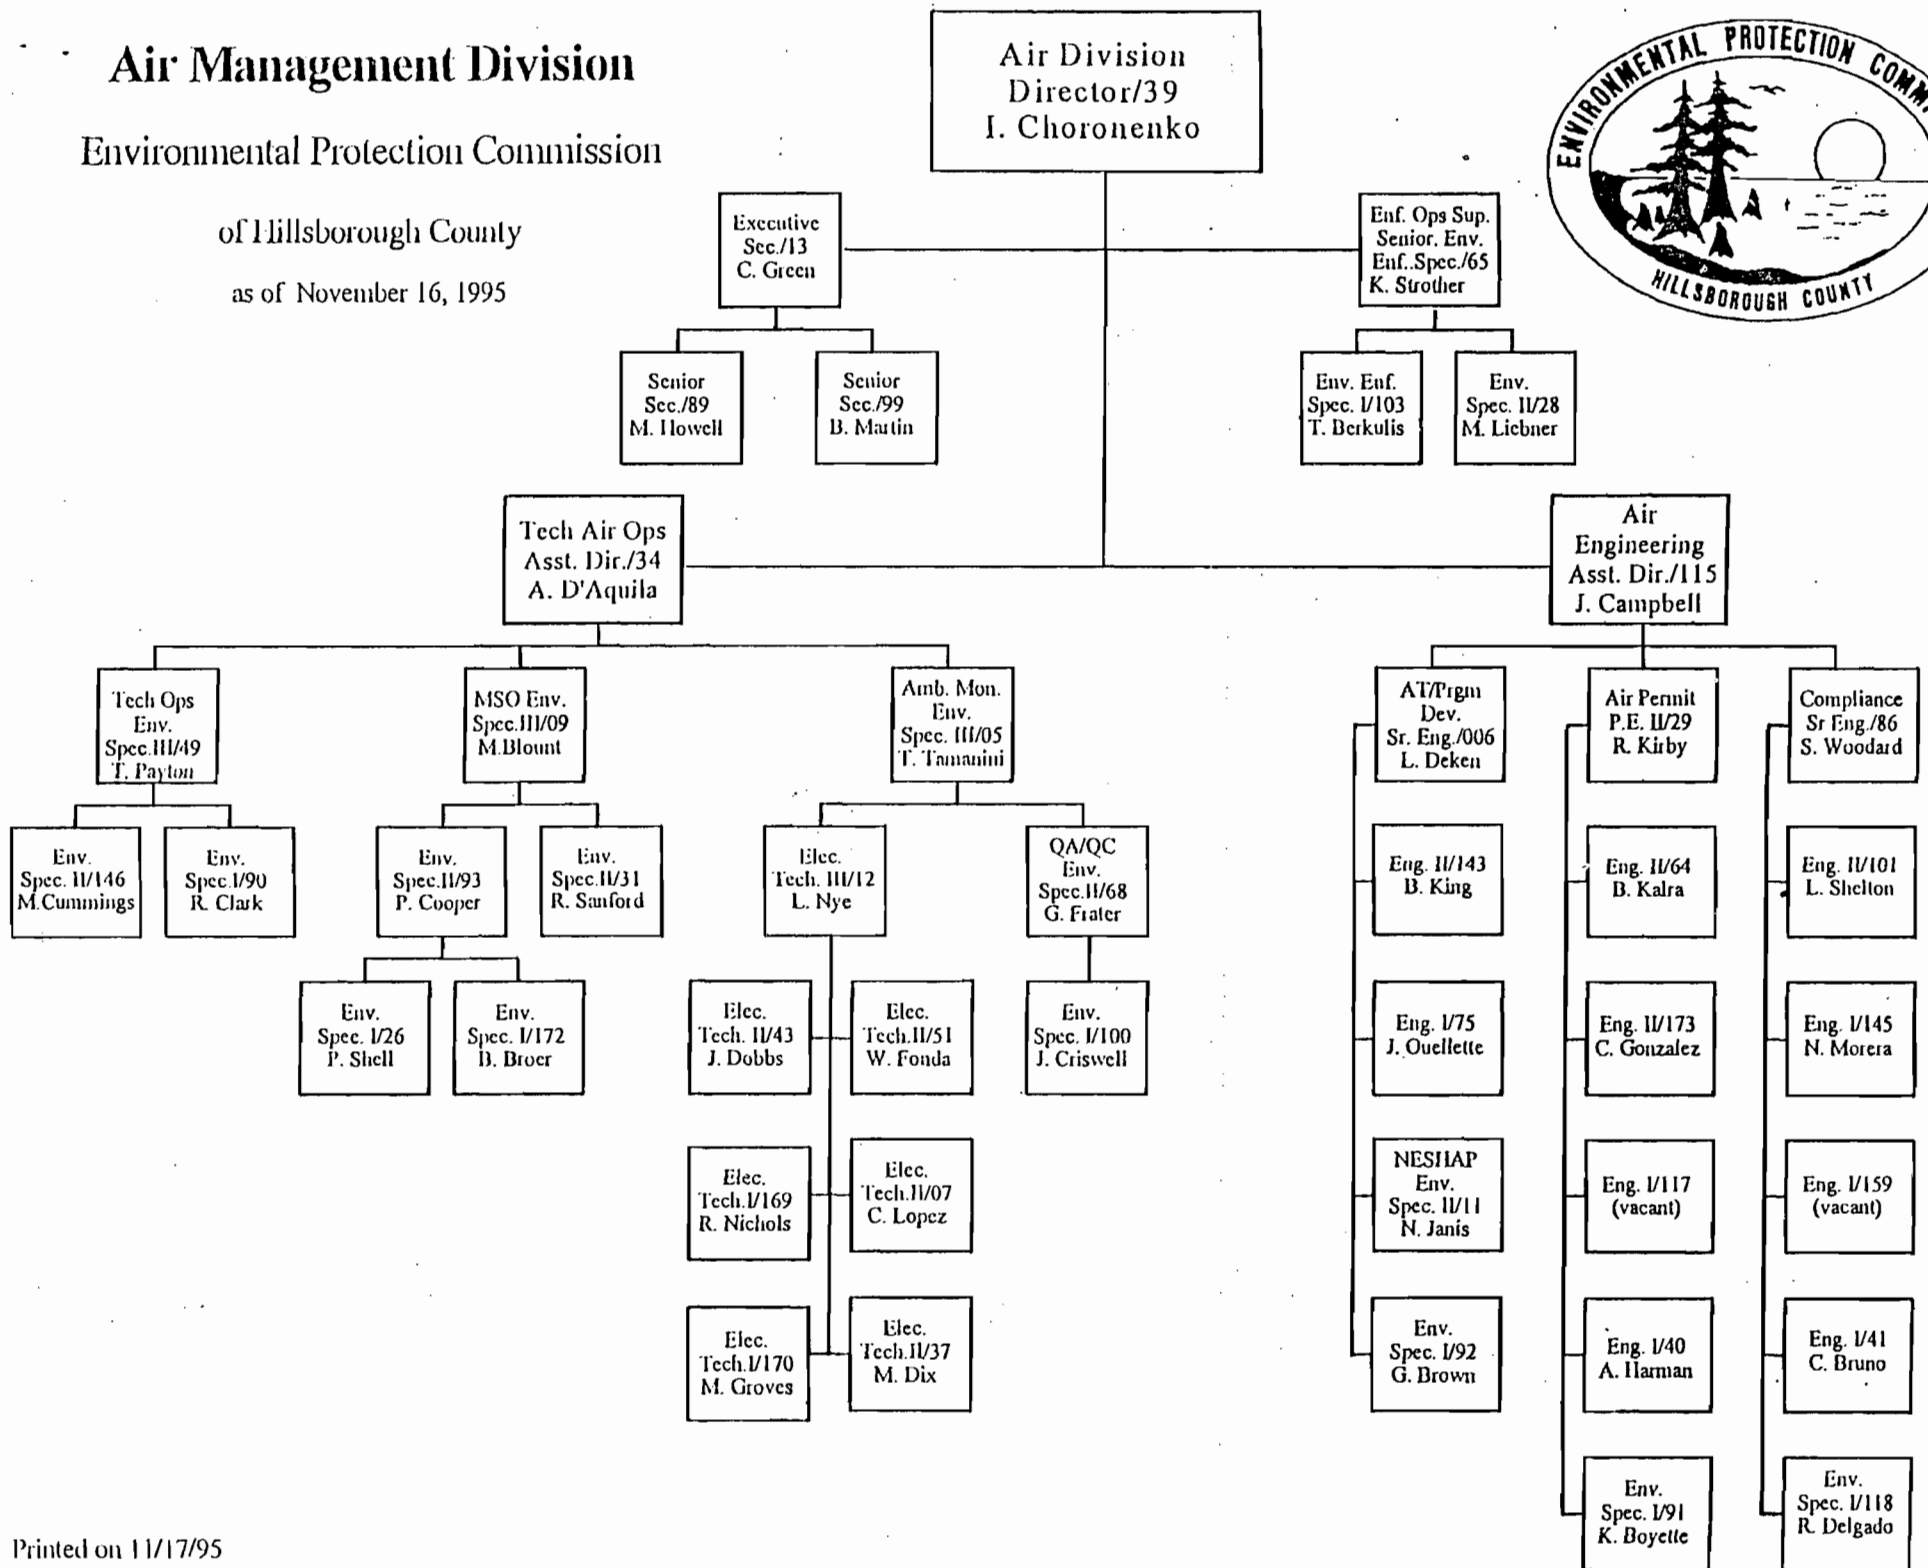 Air Management Division
Environmental Protection Commission
of Hillsborough County
as of November 16, 1995
Air Division
Director/39
I. Choronenko
ENVIRONMENTAL PROTECTION
HILLSBOROUGH COUNTY
Executive
Sec./13
C. Green
Enf. Ops Sup.
Senior. Env.
Enf..Spec./65
K. Strother
Senior
Sec./89
M. Howell
Senior
Sec./99
B. Martin
Env. Enf.
Spec. I/103
T. Berkulis
Env.
Spec. II/28
M. Liebner
Tech Air Ops
Asst. Dir./34
A. D'Aquila
Air
Engineering
Asst. Dir./115
J. Campbell
Tech Ops
Env.
Spec.III/49
T. Payton
MSO Env.
Spec.III/09
M.Blount
Amb. Mon.
Env.
Spec. III/05
T. Tamanini
AT/Prgm
Dev.
Sr. Eng./006
L. Deken
Air Permit
P.E. II/29
R. Kirby
Compliance
Sr Eng./86
S. Woodard
Env.
Spec. II/146
M.Cummings
Env.
Spec.I/90
R. Clark
Env.
Spec.II/93
P. Cooper
Env.
Spec.II/31
R. Sanford
Elec.
Tech. III/12
L. Nye
QA/QC
Env.
Spec.II/68
G. Frater
Eng. II/143
B. King
Eng. II/64
B. Kalra
Eng. II/101
L. Shelton
Env.
Spec. I/26
P. Shell
Env.
Spec. I/172
B. Broer
Elec.
Tech. II/43
J. Dobbs
Elec.
Tech.II/51
W. Fonda
Env.
Spec. I/100
J. Criswell
Eng. I/75
J. Ouellette
Eng. II/173
C. Gonzalez
Eng. I/145
N. Morera
Elec.
Tech.I/169
R. Nichols
Elec.
Tech.II/07
C. Lopez
NESHAP
Env.
Spec. II/11
N. Janis
Eng. I/117
(vacant)
Eng. I/159
(vacant)
Elec.
Tech.I/170
M. Groves
Elec.
Tech.II/37
M. Dix
Env.
Spec. I/92
G. Brown
Eng. I/40
A. Harman
Eng. I/41
C. Bruno
Env.
Spec. I/91
K. Boyette
Env.
Spec. I/118
R. Delgado
Printed on 11/17/95